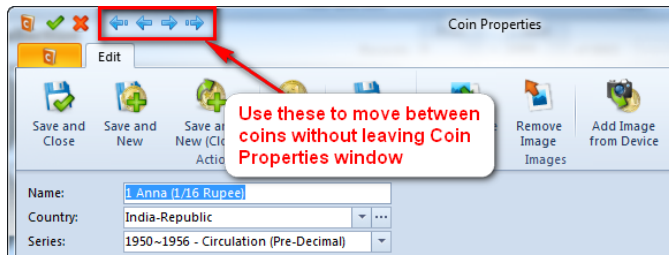 Coin Properties
Edit
Save and Close
Save and New
Save an
New (Clo
Use these to move between
coins without leaving Coin
Properties window
Remove Image
Add Image from Device
Actio
Images
Name: 1 Anna (1/16 Rupee)
Country: India-Republic
Series: 1950~1956 - Circulation (Pre-Decimal)